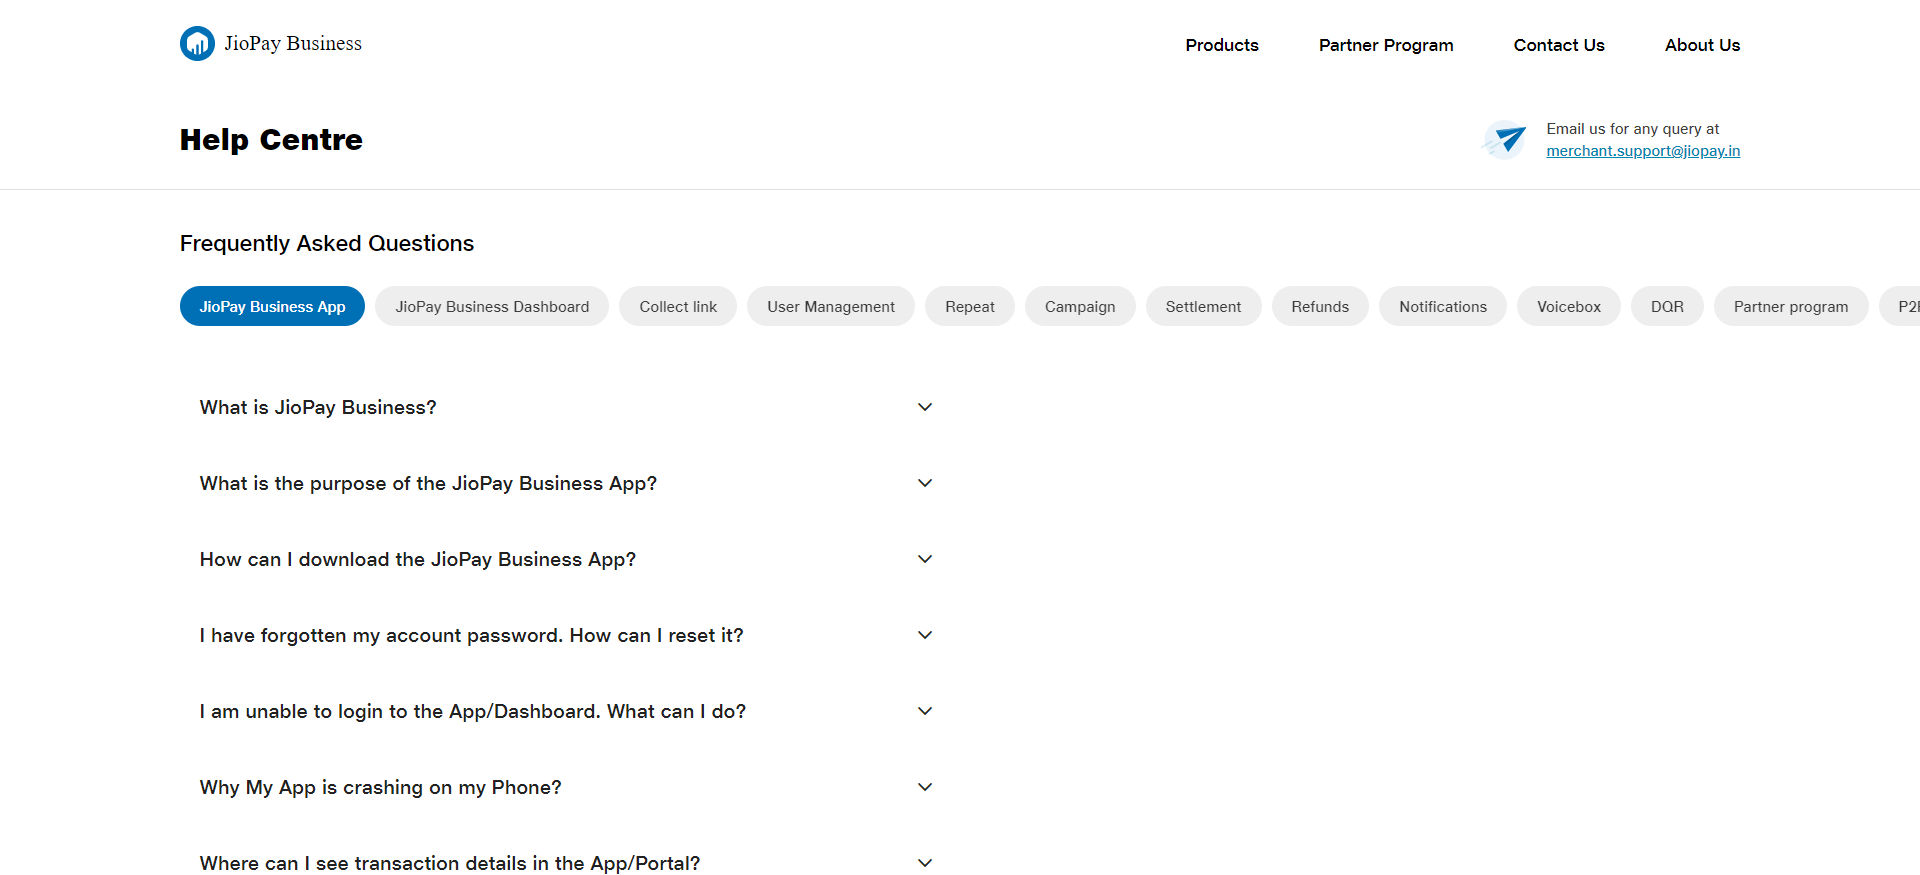 JioPay Business
Products
Partner Program
Contact Us
About Us
Help Centre
Email us for any query at
merchant.support@jiopay.in
Frequently Asked Questions
JioPay Business App
JioPay Business Dashboard
Collect link
User Management
Repeat
Campaign
Settlement
Refunds
Notifications
Voicebox
DQR
Partner program
What is JioPay Business?
What is the purpose of the JioPay Business App?
How can I download the JioPay Business App?
I have forgotten my account password. How can I reset it?
I am unable to login to the App/Dashboard. What can I do?
Why My App is crashing on my Phone?
Where can I see transaction details in the App/Portal?